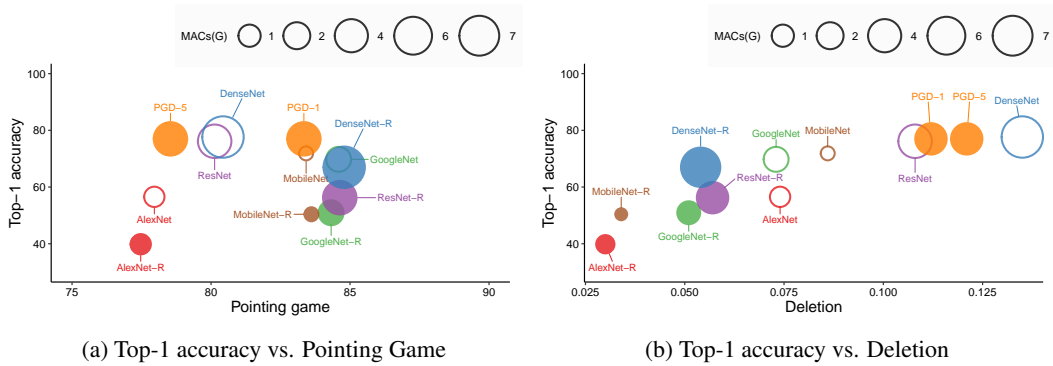 MACs(G) 1 2 4 6 7
100
80
60
40
Top−1 accuracy
PGD−5
DenseNet
PGD−1
DenseNet−R
GoogleNet
ResNet
MobileNet
ResNet−R
AlexNet
MobileNet−R
GoogleNet−R
AlexNet−R
75 80 85 90
Pointing game
(a) Top-1 accuracy vs. Pointing Game
MACs(G) 1 2 4 6 7
100
80
60
40
Top−1 accuracy
PGD−1 PGD−5 DenseNet
DenseNet−R GoogleNet MobileNet
ResNet−R ResNet
MobileNet−R
AlexNet
GoogleNet−R
AlexNet−R
0.025 0.050 0.075 0.100 0.125
Deletion
(b) Top-1 accuracy vs. Deletion